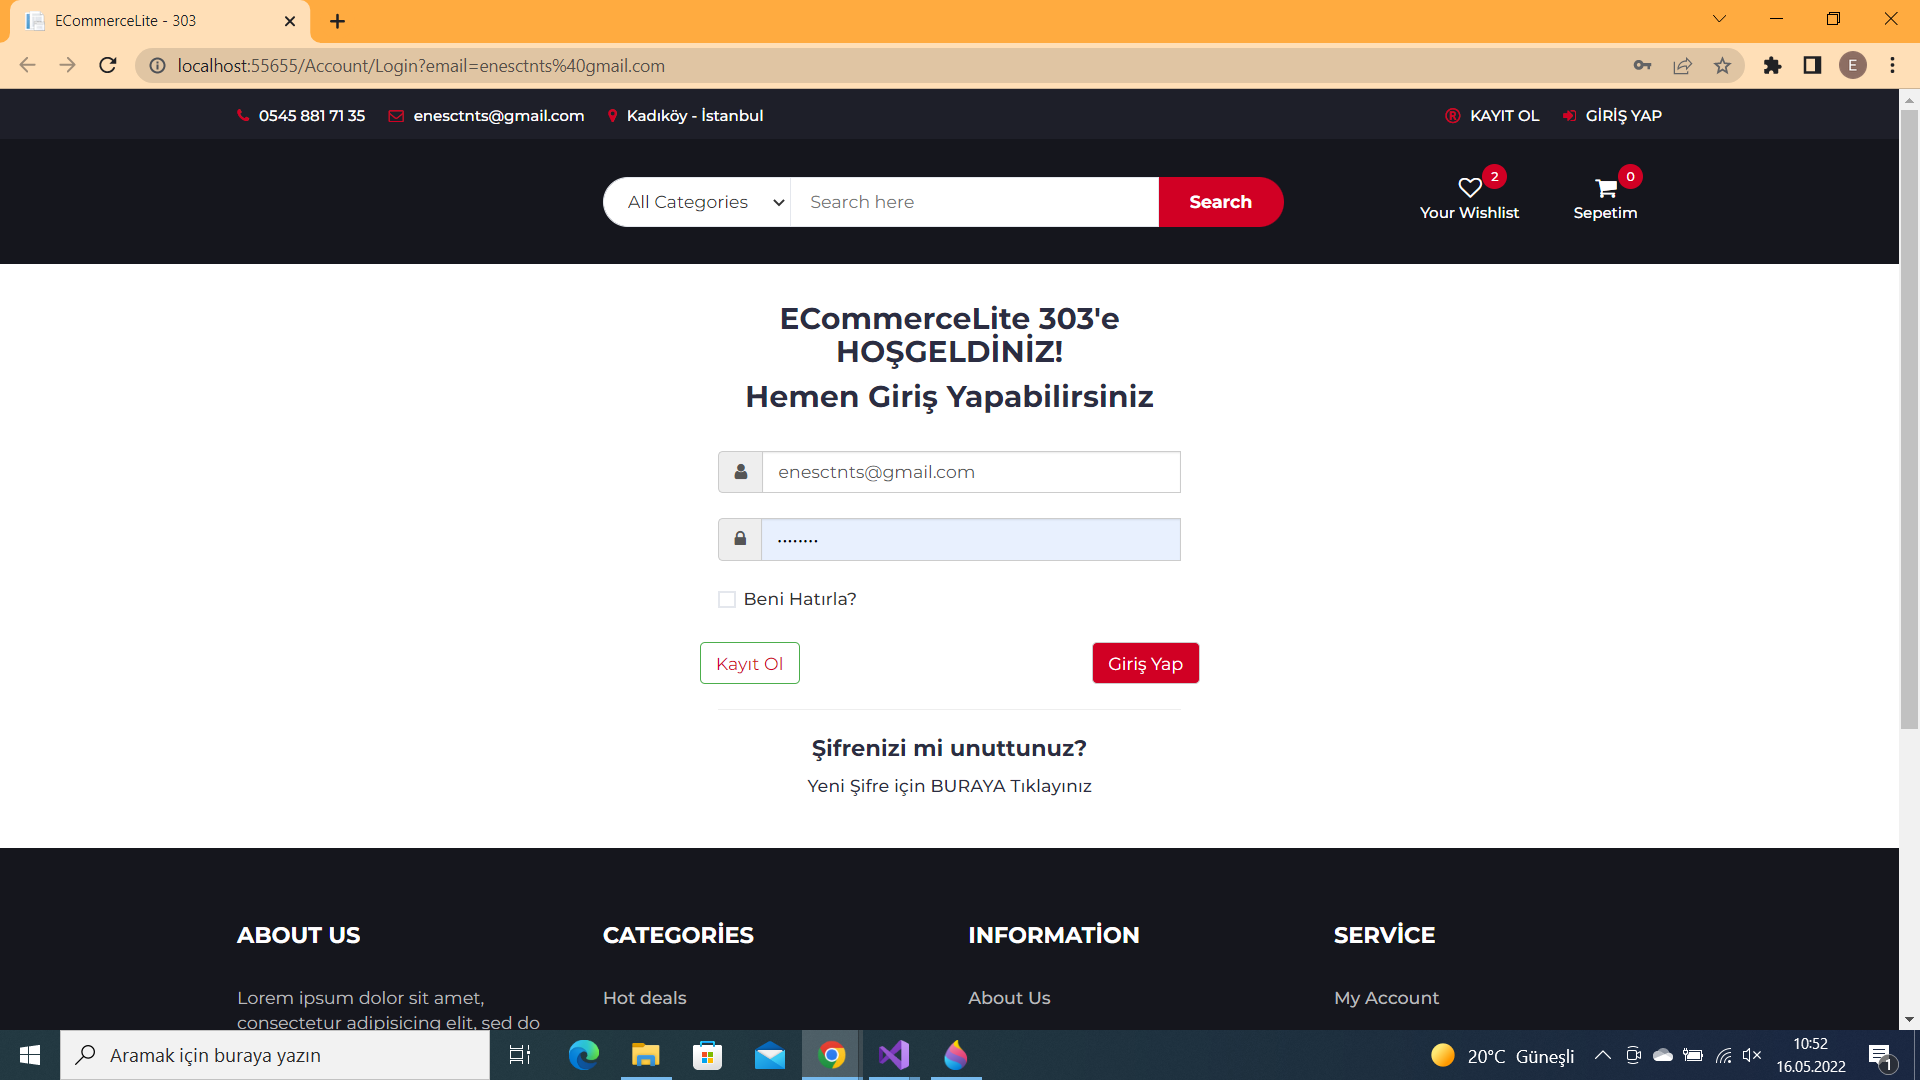 ECommerceLite - 303
localhost:55655/Account/Login?email=enesctnts%40gmail.com
E
0545 881 71 35 enesctnts@gmail.com Kadıköy - İstanbul
® KAYIT OL GİRİŞ YAP
All Categories Search here Search
2
Your Wishlist
0
Sepetim
ECommerceLite 303'e
HOŞGELDİNİZ!
Hemen Giriş Yapabilirsiniz
enesctnts@gmail.com
........
Beni Hatırla?
Kayıt Ol Giriş Yap
Şifrenizi mi unuttunuz?
Yeni Şifre için BURAYA Tıklayınız
ABOUT US
Lorem ipsum dolor sit amet,
consectetur adipisicing elit, sed do
CATEGORİES
Hot deals
INFORMATİON
About Us
SERVİCE
My Account
Aramak için buraya yazın
20°C Güneşli
10:52
16.05.2022
1